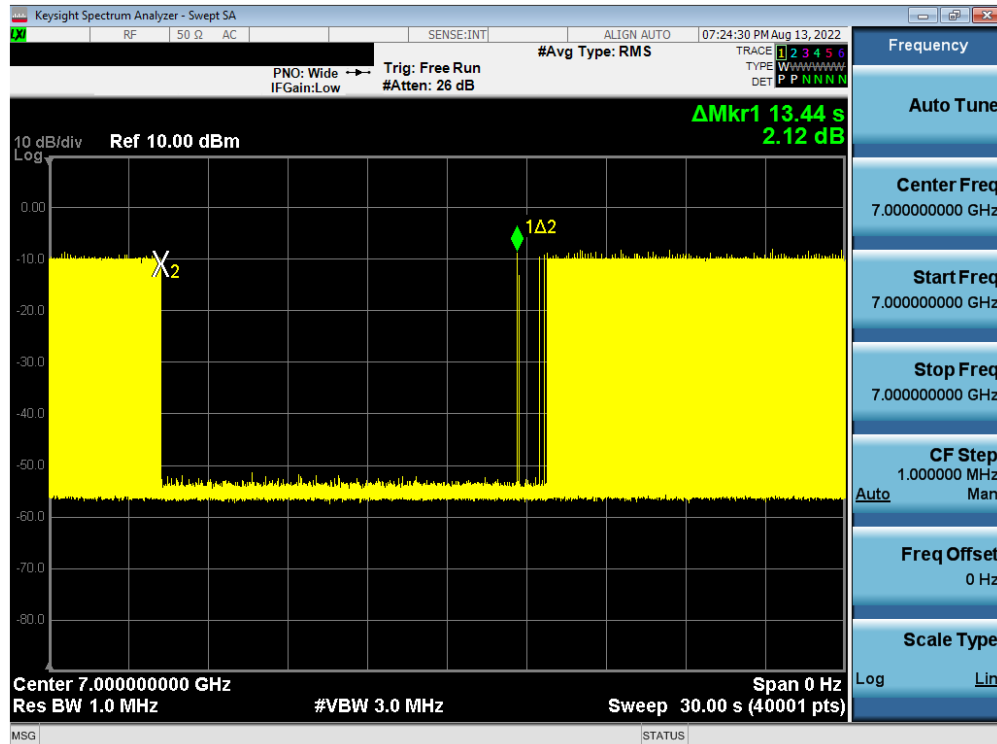 Keysight Spectrum Analyzer - Swept SA
LXI RF 50 Ω AC SENSE:INT ALIGN AUTO 07:24:30 PM Aug 13, 2022
Frequency
#Avg Type: RMS
TRACE 1 2 3 4 5 6
PNO: Wide Trig: Free Run
TYPE W W W W W W
IFGain:Low #Atten: 26 dB
DET P P N N N N
Auto Tune
ΔMkr1 13.44 s
2.12 dB
10 dB/div Ref 10.00 dBm
Log
Center Freq
7.000000000 GHz
0.00
1Δ2
-10.0
2
Start Freq
7.000000000 GHz
-20.0
-30.0
Stop Freq
7.000000000 GHz
-40.0
-50.0
CF Step
1.000000 MHz
Auto Man
-60.0
Freq Offset
0 Hz
-70.0
-80.0
Scale Type
Log Lin
Center 7.000000000 GHz Span 0 Hz
Res BW 1.0 MHz #VBW 3.0 MHz Sweep 30.00 s (40001 pts)
MSG STATUS